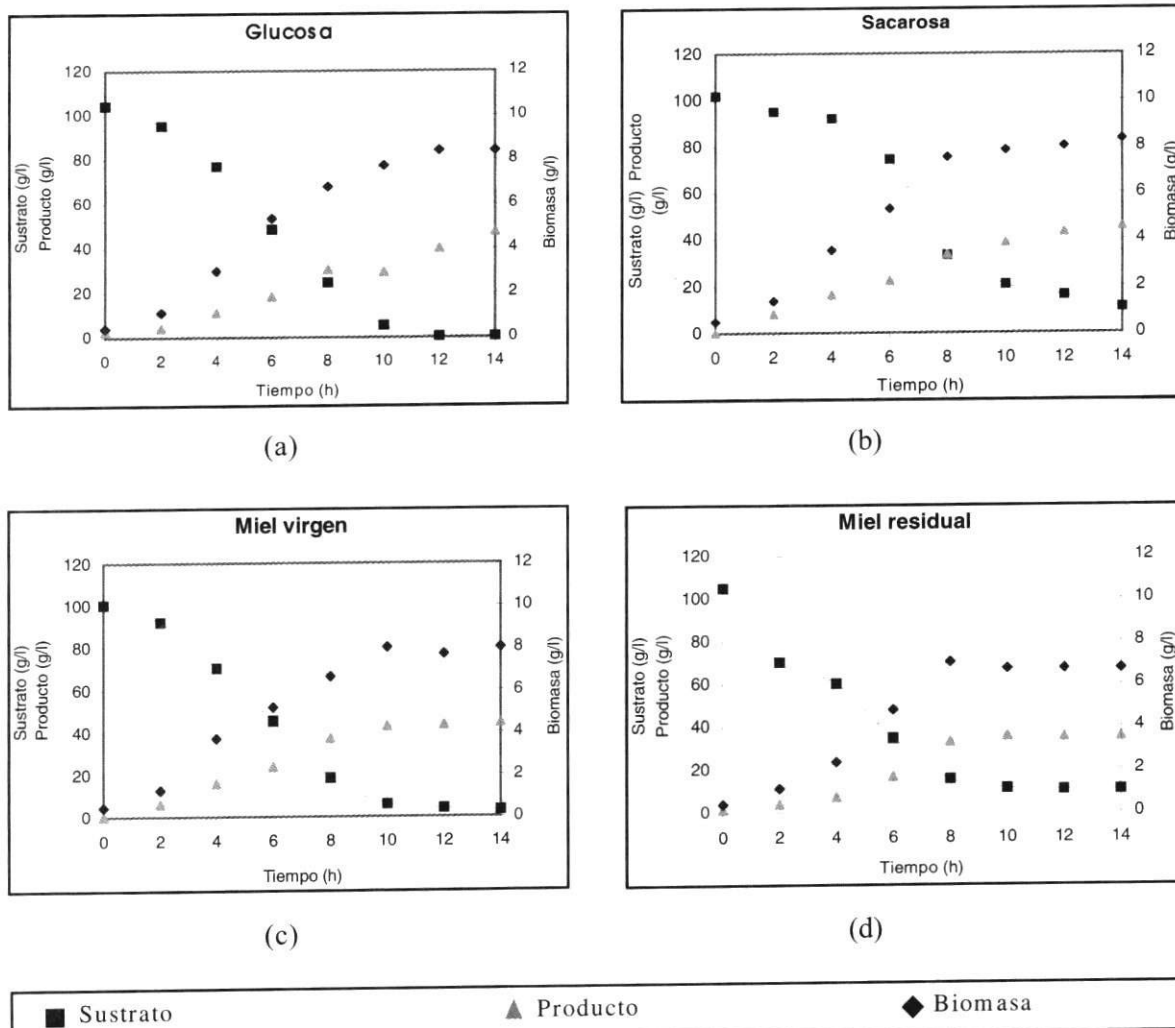 Glucosa
120
100
80
60
40
20
0
12
10
8
6
4
2
0
0 2 4 6 8 10 12 14
Sustrato (g/l)
Producto (g/l)
Biomasa (g/l)
Tiempo (h)
(a)
Sacarosa
120
100
80
60
40
20
0
12
10
8
6
4
2
0
0 2 4 6 8 10 12 14
Sustrato (g/l) Producto
(g/l)
Biomasa (g/l)
Tiempo (h)
(b)
Miel virgen
120
100
80
60
40
20
0
12
10
8
6
4
2
0
0 2 4 6 8 10 12 14
Sustrato (g/l)
Producto (g/l)
Biomasa (g/l)
Tiempo (h)
(c)
Miel residual
120
100
80
60
40
20
0
12
10
8
6
4
2
0
0 2 4 6 8 10 12 14
Sustrato (g/l)
Producto (g/l)
Biomasa (g/l)
Tiempo (h)
(d)
Sustrato Producto Biomasa